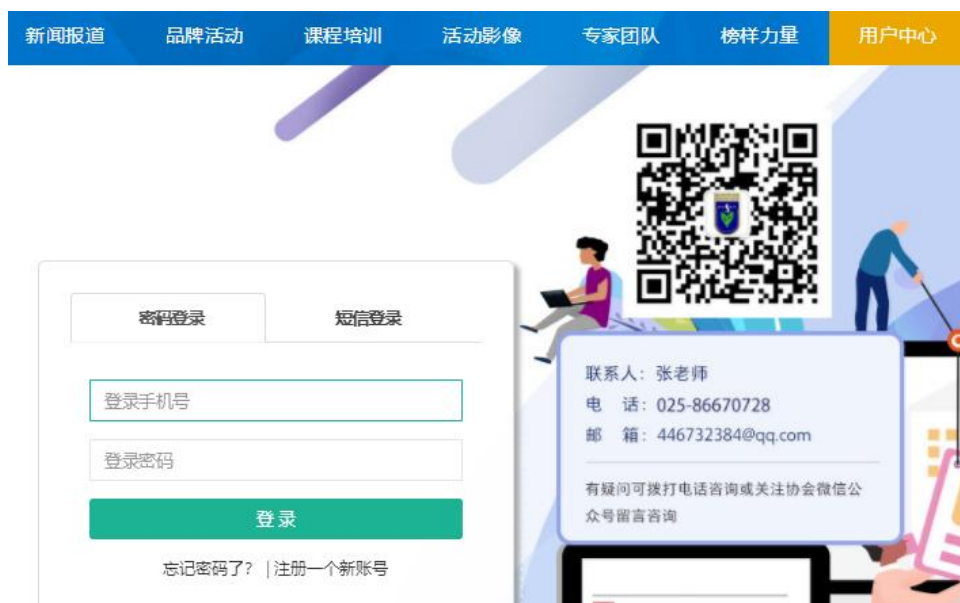 新闻报道 品牌活动 课程培训 活动影像 专家团队 榜样力量 用户中心
密码登录 短信登录
登录手机号
登录密码
登录
忘记密码了? |注册一个新账号
联系人：张老师
电 话：025-86670728
邮 箱：446732384@qq.com
有疑问可拨打电话咨询或关注协会微信公
众号留言咨询